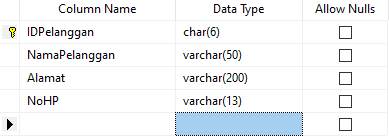 Column Name Data Type Allow Nulls
IDPelanggan char(6)
NamaPelanggan varchar(50)
Alamat varchar(200)
NoHP varchar(13)